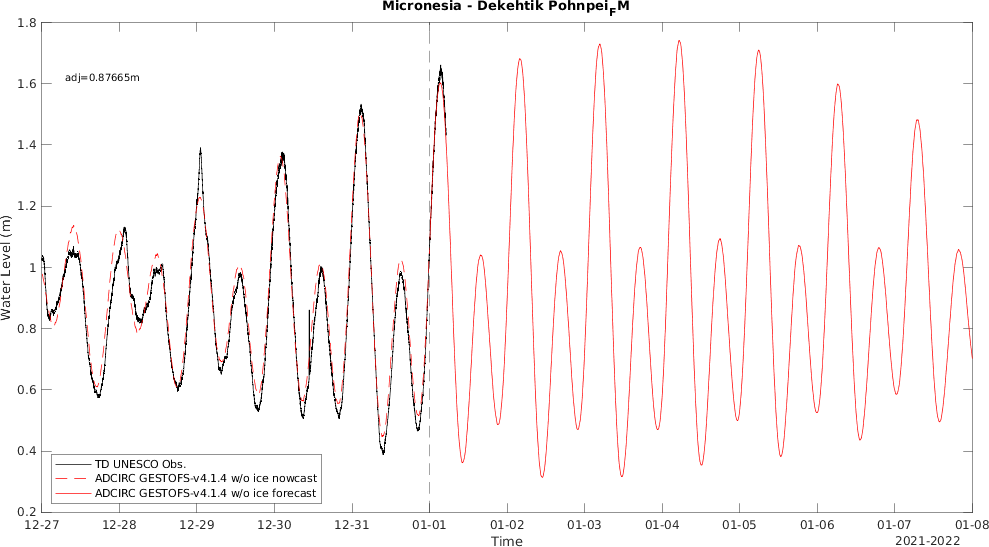 Micronesia - Dekehtik Pohnpei_FM
1.8
1.6
1.4
1.2
1
0.8
0.6
0.4
0.2
Water Level (m)
adj=0.87665m
TD UNESCO Obs.
ADCIRC GESTOFS-v4.1.4 w/o ice nowcast
ADCIRC GESTOFS-v4.1.4 w/o ice forecast
12-27 12-28 12-29 12-30 12-31 01-01 01-02 01-03 01-04 01-05 01-06 01-07 01-08
Time
2021-2022